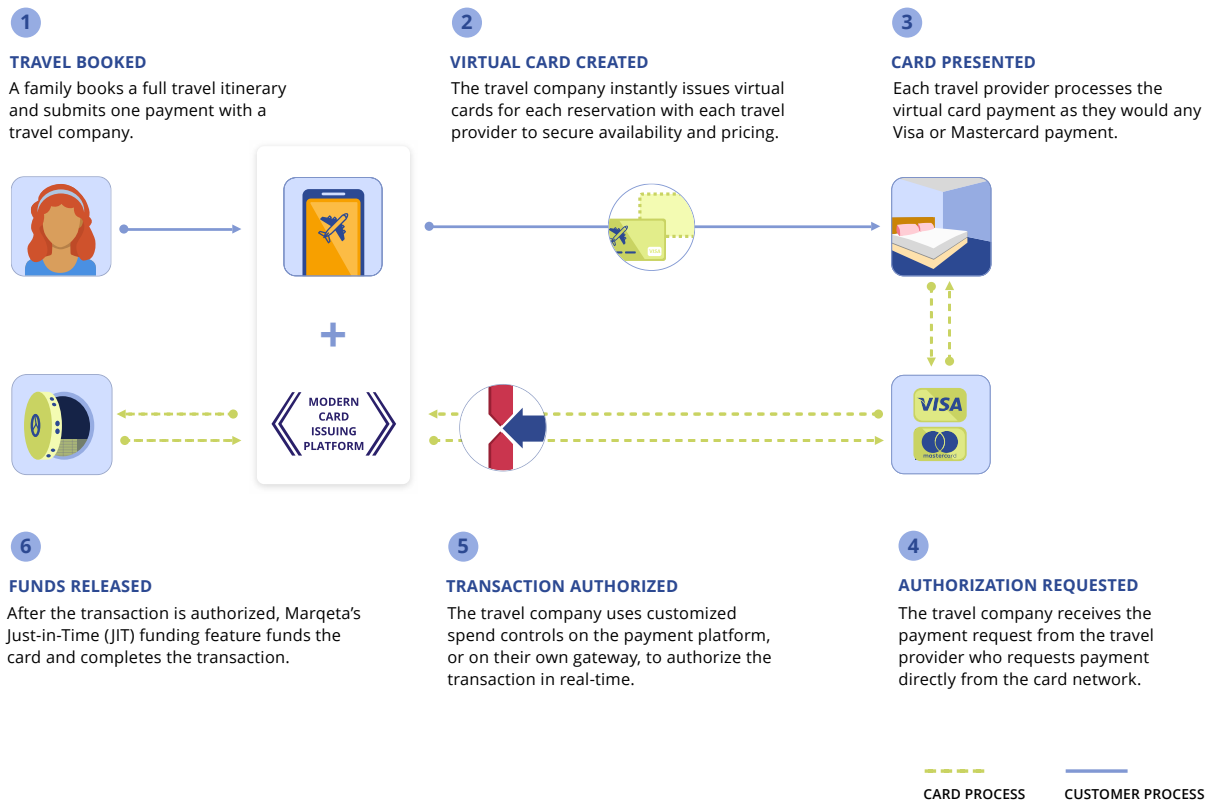 1
TRAVEL BOOKED
A family books a full travel itinerary
and submits one payment with a
travel company.
2
VIRTUAL CARD CREATED
The travel company instantly issues virtual
cards for each reservation with each travel
provider to secure availability and pricing.
3
CARD PRESENTED
Each travel provider processes the
virtual card payment as they would any
Visa or Mastercard payment.
VISA
mastercard
MODERN
CARD
ISSUING
PLATFORM
6
FUNDS RELEASED
After the transaction is authorized, Marqeta’s
Just-in-Time (JIT) funding feature funds the
card and completes the transaction.
5
TRANSACTION AUTHORIZED
The travel company uses customized
spend controls on the payment platform,
or on their own gateway, to authorize the
transaction in real-time.
4
AUTHORIZATION REQUESTED
The travel company receives the
payment request from the travel
provider who requests payment
directly from the card network.
CARD PROCESS
CUSTOMER PROCESS